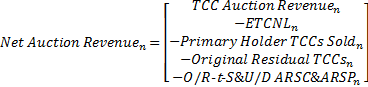 TCC Auction Revenue_n
−ETCNL_n
Net Auction Revenue_n = −Primary Holder TCCs Sold_n
−Original Residual TCCs_n
−O/R-t-S&U/D ARSC&ARSP_n